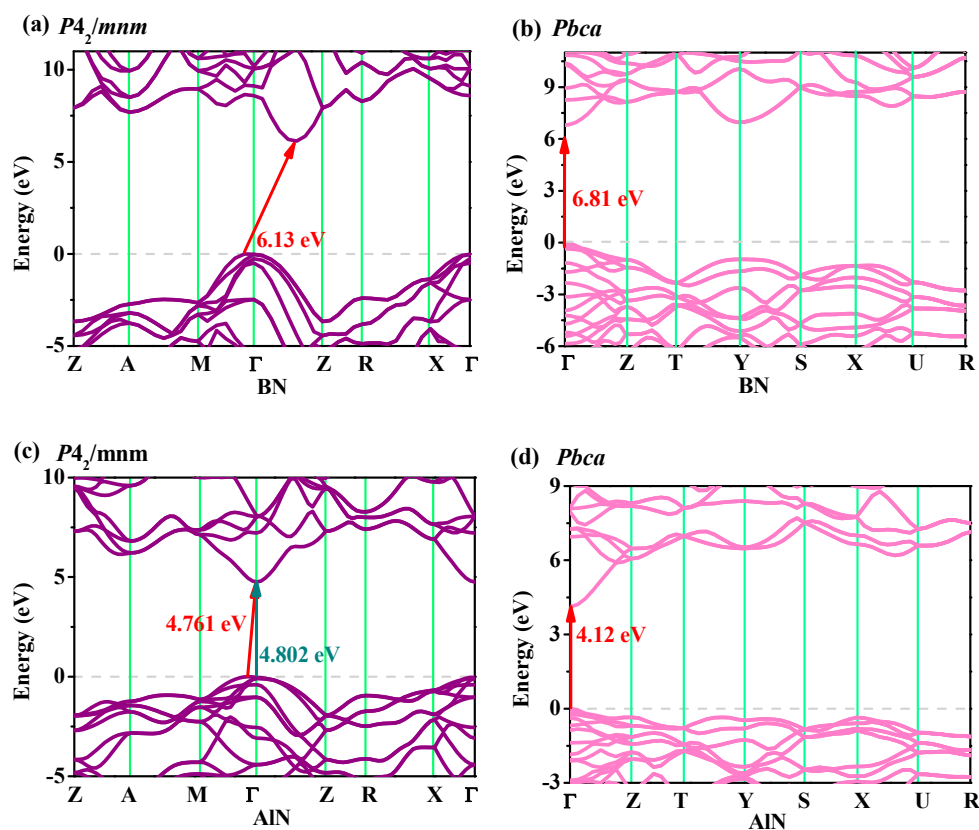 (a) P4₂/mnm
10
5
0
-5
Energy (eV)
6.13 eV
Z A M Γ Z R X Γ
BN
(b) Pbca
9
6
3
0
-3
-6
Energy (eV)
6.81 eV
Γ Z T Y S X U R
BN
(c) P4₂/mnm
10
5
0
-5
Energy (eV)
4.761 eV
4.802 eV
Z A M Γ Z R X Γ
AlN
(d) Pbca
9
6
3
0
-3
Energy (eV)
4.12 eV
Γ Z T Y S X U R
AlN